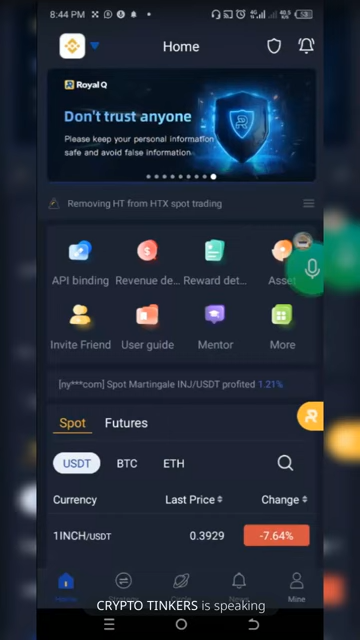 8:44 PM
Home
Royal Q
Don't trust anyone
Please keep your personal information
safe and avoid false information
Removing HT from HTX spot trading
API binding Revenue de... Reward det... Asset
Invite Friend User guide Mentor More
[ny***com] Spot Martingale INJ/USDT profited 1.21%
Spot Futures
USDT BTC ETH
Currency Last Price Change
1INCH/USDT 0.3929 -7.64%
CRYPTO TINKERS is speaking
Mine